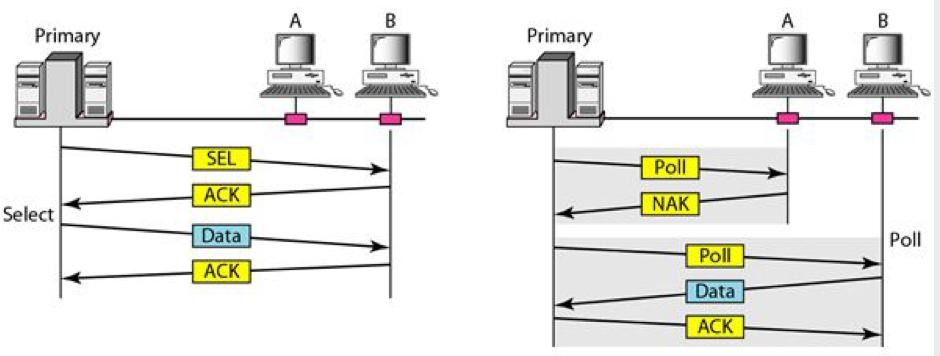 A
B
Primary
SEL
ACK
Select
Data
ACK
A
B
Primary
Poll
NAK
Poll
Poll
Data
ACK